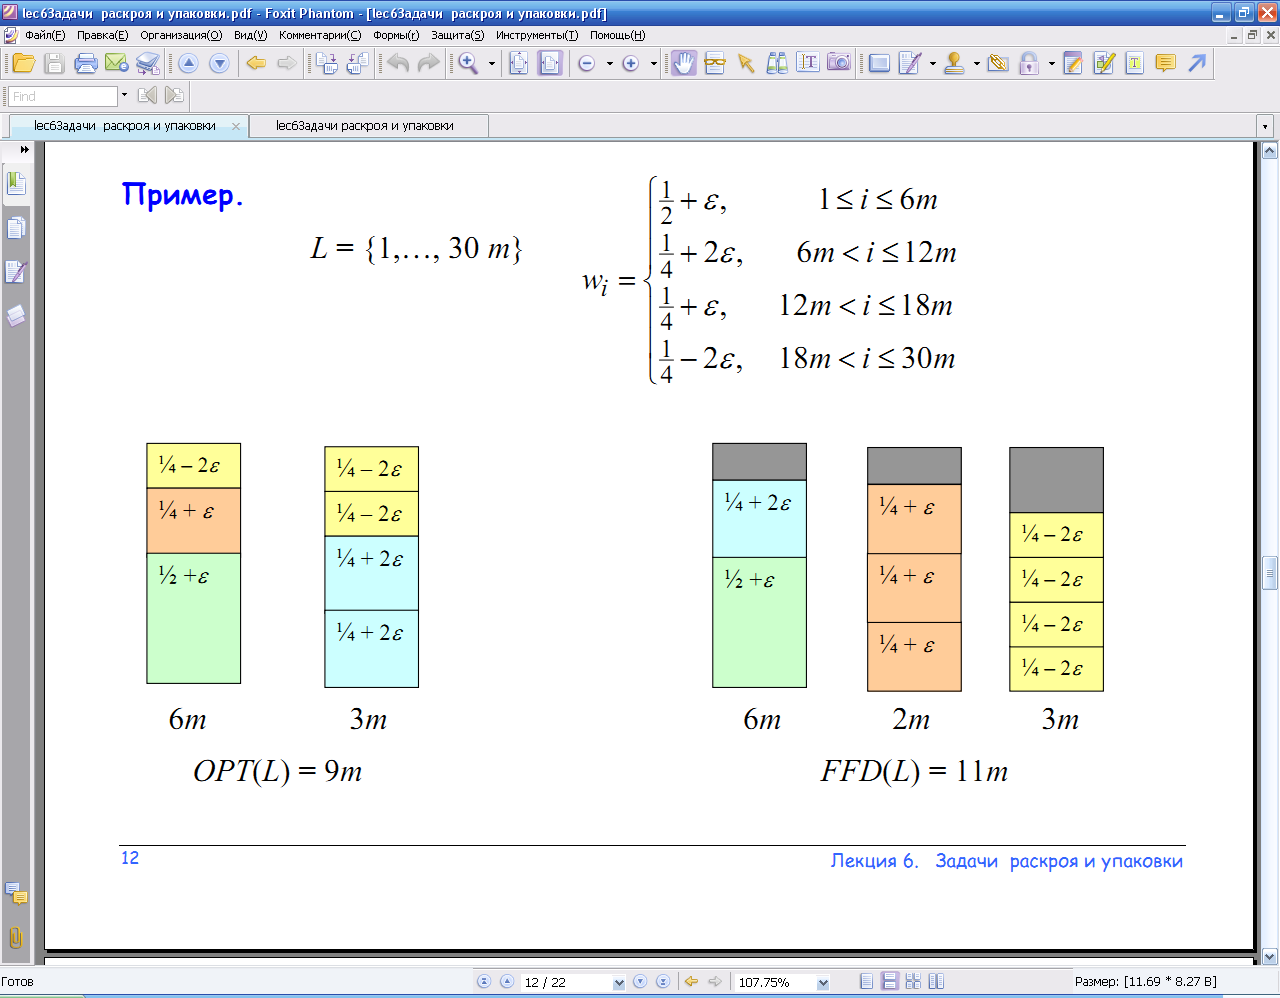 lec6Задачи  раскроя и упаковки.pdf - Foxit Phantom - [lec6Задачи  раскроя и упаковки.pdf]
Файл(F) Правка(E) Организация(O) Вид(V) Комментарии(C) Формы(r) Защита(S) Инструменты(T) Помощь(H)
Find
lec6Задачи  раскроя и упаковки × lec6Задачи раскроя и упаковки
Пример.
L = {1,…, 30 m}
w_i = { 1/2 + ε, 1 ≤ i ≤ 6m
1/4 + 2ε, 6m < i ≤ 12m
1/4 + ε, 12m < i ≤ 18m
1/4 − 2ε, 18m < i ≤ 30m
¼ – 2ε
¼ + ε
½ +ε
6m
¼ – 2ε
¼ – 2ε
¼ + 2ε
¼ + 2ε
3m
OPT(L) = 9m
¼ + 2ε
½ +ε
6m
¼ + ε
¼ + ε
¼ + ε
2m
¼ – 2ε
¼ – 2ε
¼ – 2ε
¼ – 2ε
3m
FFD(L) = 11m
12 Лекция 6.  Задачи  раскроя и упаковки
Готов 12 / 22 107.75% Размер: [11.69 * 8.27 В]